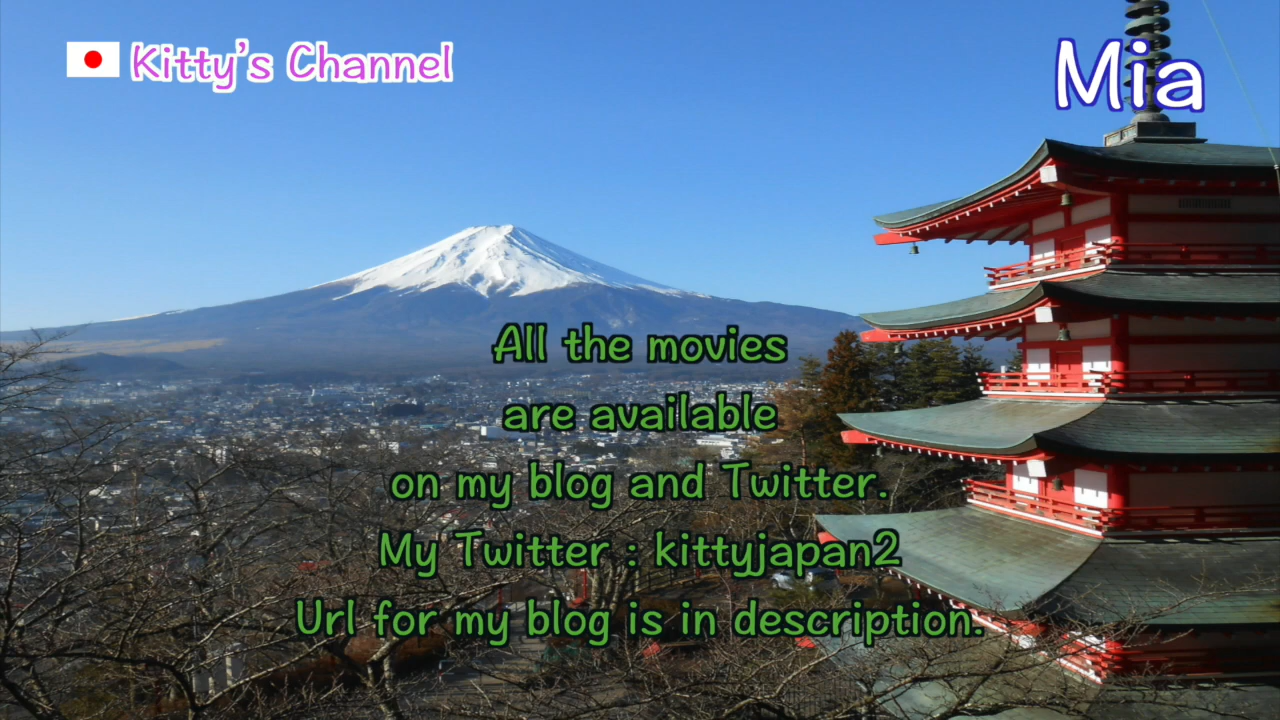 Kitty's Channel
Mia
All the movies
are available
on my blog and Twitter.
My Twitter : kittyjapan2
Url for my blog is in description.